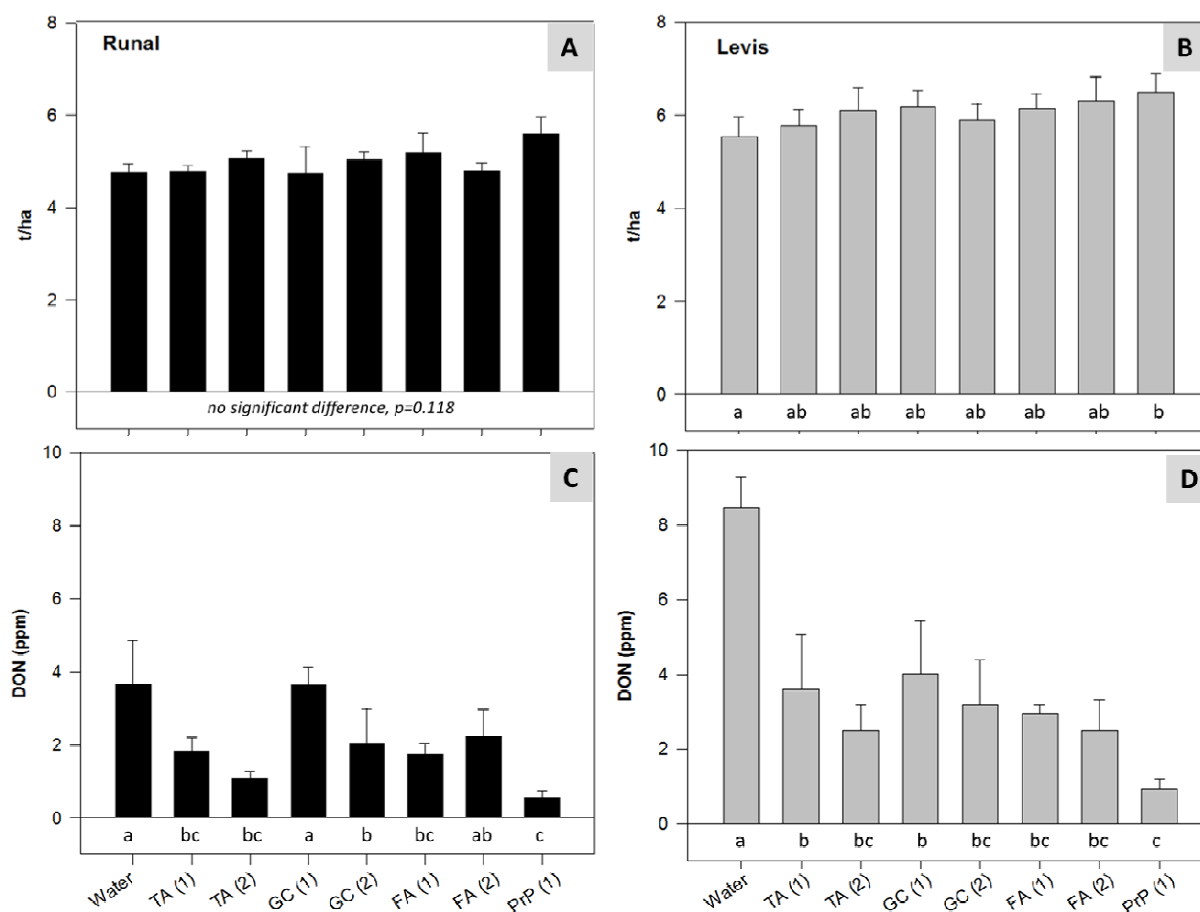 Runal
A
8
6
4
2
0
t/ha
no significant difference, p=0.118
Levis
B
8
6
4
2
0
t/ha
a ab ab ab ab ab ab b
C
10
8
6
4
2
0
DON (ppm)
a bc bc a b bc ab c
Water TA (1) TA (2) GC (1) GC (2) FA (1) FA (2) PrP (1)
D
10
8
6
4
2
0
DON (ppm)
a b bc b bc bc bc c
Water TA (1) TA (2) GC (1) GC (2) FA (1) FA (2) PrP (1)